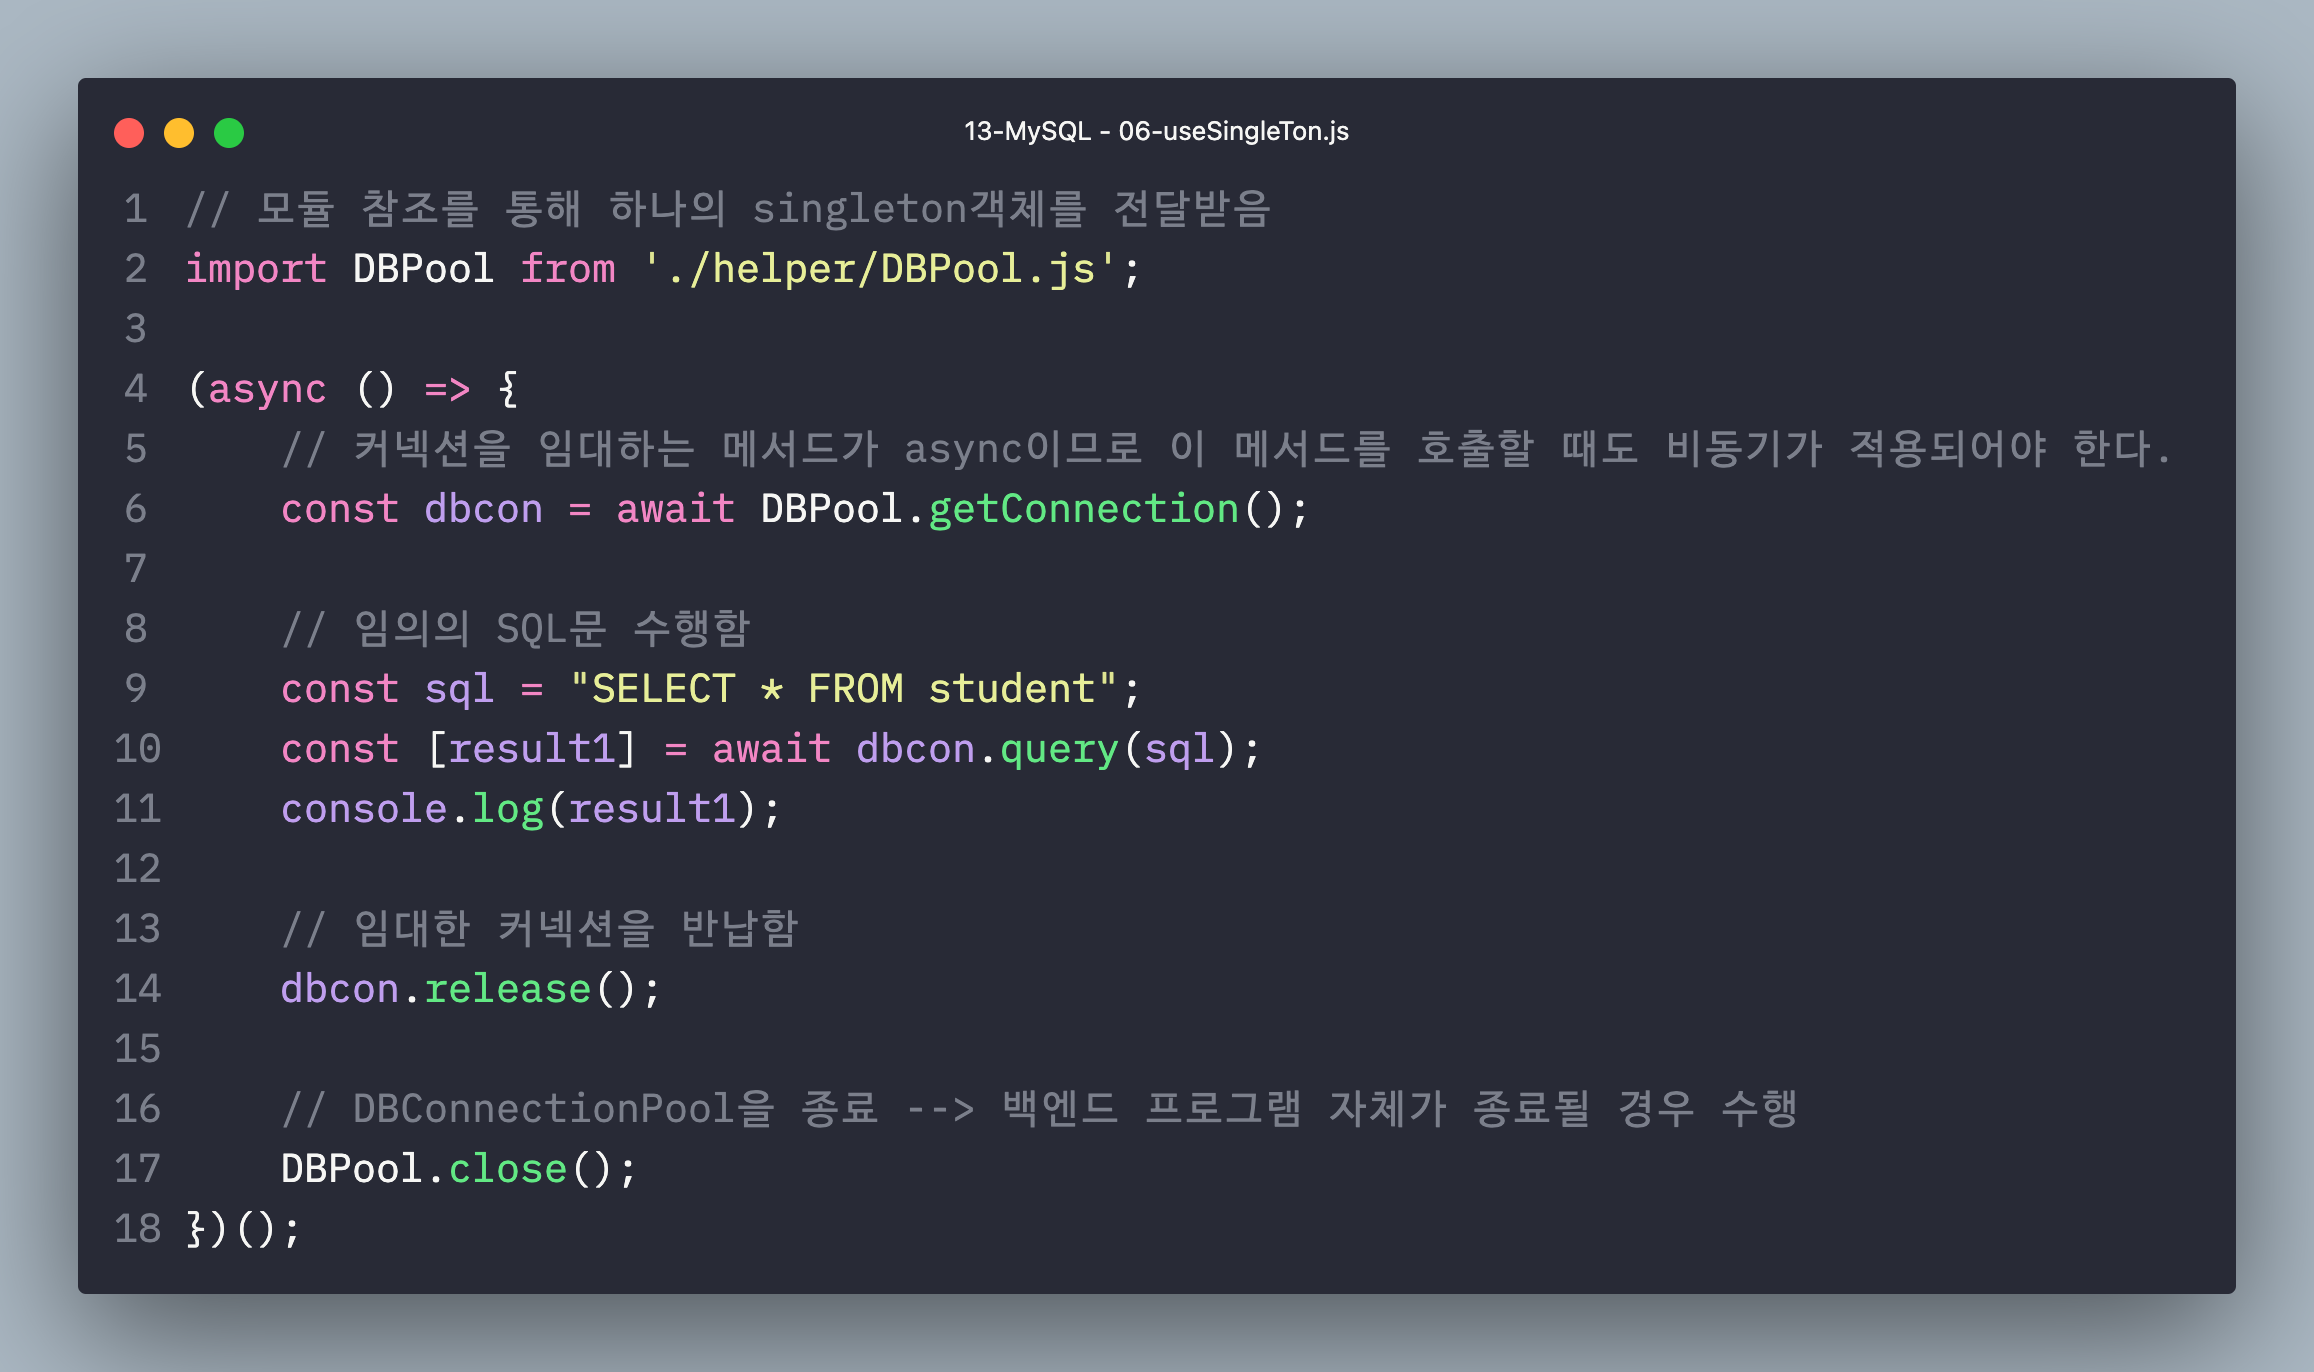 13-MySQL - 06-useSingleTon.js
1 // 모듈 참조를 통해 하나의 singleton객체를 전달받음
2 import DBPool from './helper/DBPool.js';
3
4 (async () => {
5     // 커넥션을 임대하는 메서드가 async이므로 이 메서드를 호출할 때도 비동기가 적용되어야 한다.
6     const dbcon = await DBPool.getConnection();
7
8     // 임의의 SQL문 수행함
9     const sql = "SELECT * FROM student";
10     const [result1] = await dbcon.query(sql);
11     console.log(result1);
12
13     // 임대한 커넥션을 반납함
14     dbcon.release();
15
16     // DBConnectionPool을 종료 --> 백엔드 프로그램 자체가 종료될 경우 수행
17     DBPool.close();
18 })();